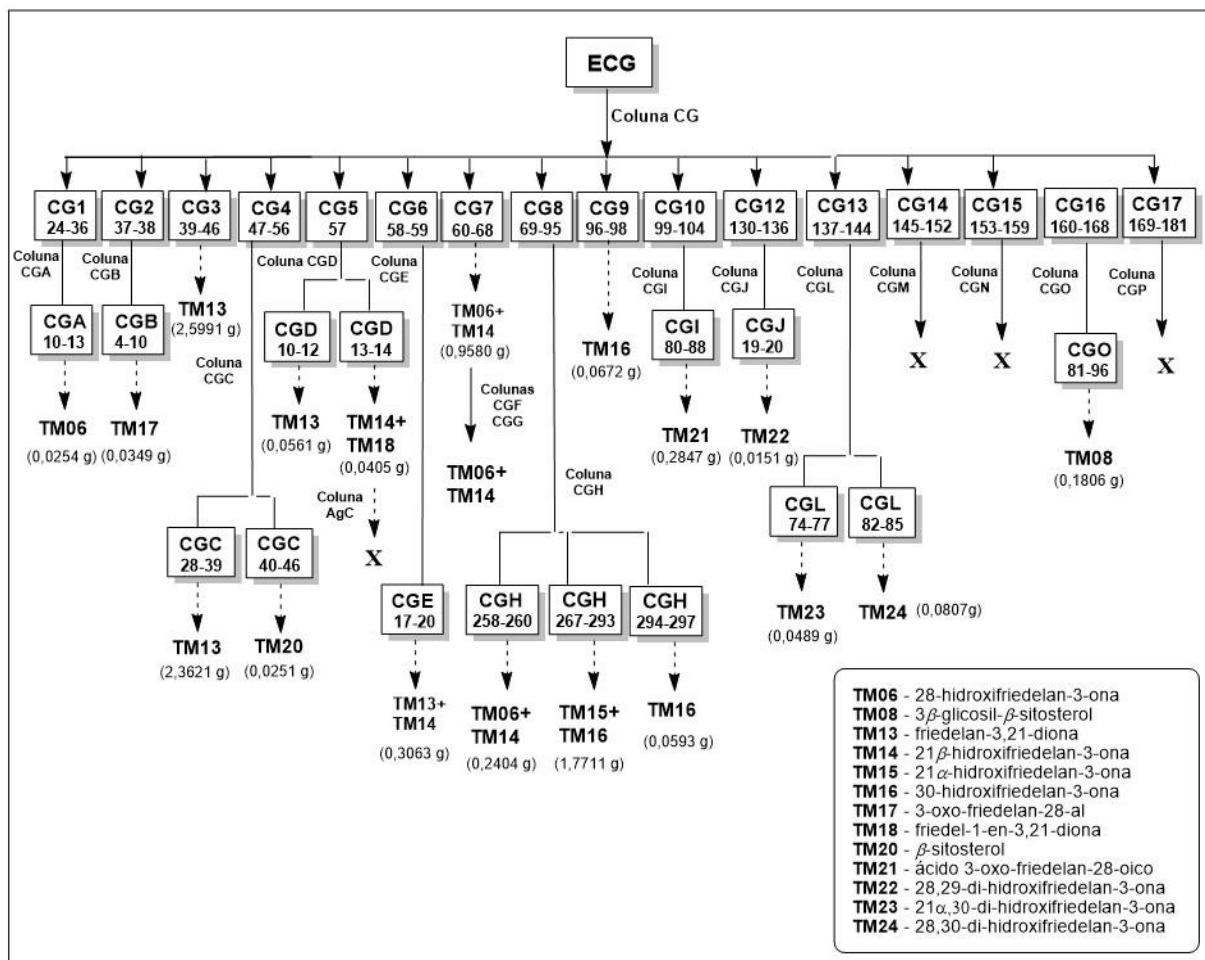 ECG
Coluna CG
CG1
24-36
CG2
37-38
CG3
39-46
CG4
47-56
CG5
57
CG6
58-59
CG7
60-68
CG8
69-95
CG9
96-98
CG10
99-104
CG12
130-136
CG13
137-144
CG14
145-152
CG15
153-159
CG16
160-168
CG17
169-181
Coluna
CGA
Coluna
CGB
Coluna CGD
Coluna
CGE
Coluna
CGI
Coluna
CGJ
Coluna
CGL
Coluna
CGM
Coluna
CGN
Coluna
CGO
Coluna
CGP
CGA
10-13
CGB
4-10
TM13
(2,5991 g)
Coluna
CGC
CGD
10-12
CGD
13-14
TM06+
TM14
(0,9580 g)
TM16
(0,0672 g)
CGI
80-88
CGJ
19-20
X
X
CGO
81-96
X
TM06
(0,0254 g)
TM17
(0,0349 g)
TM13
(0,0561 g)
TM14+
TM18
(0,0405 g)
Colunas
CGF
CGG
TM21
(0,2847 g)
TM22
(0,0151 g)
TM08
(0,1806 g)
TM06+
TM14
Coluna
CGH
Coluna
AgC
X
CGL
74-77
CGL
82-85
CGC
28-39
CGC
40-46
CGE
17-20
CGH
258-260
CGH
267-293
CGH
294-297
TM23
(0,0489 g)
TM24
(0,0807g)
TM13
(2,3621 g)
TM20
(0,0251 g)
TM13+
TM14
(0,3063 g)
TM06+
TM14
(0,2404 g)
TM15+
TM16
(1,7711 g)
TM16
(0,0593 g)
TM06 - 28-hidroxifriedelan-3-ona
TM08 - 3β-glicosil-β-sitosterol
TM13 - friedelan-3,21-diona
TM14 - 21β-hidroxifriedelan-3-ona
TM15 - 21α-hidroxifriedelan-3-ona
TM16 - 30-hidroxifriedelan-3-ona
TM17 - 3-oxo-friedelan-28-al
TM18 - friedel-1-en-3,21-diona
TM20 - β-sitosterol
TM21 - ácido 3-oxo-friedelan-28-oico
TM22 - 28,29-di-hidroxifriedelan-3-ona
TM23 - 21α,30-di-hidroxifriedelan-3-ona
TM24 - 28,30-di-hidroxifriedelan-3-ona